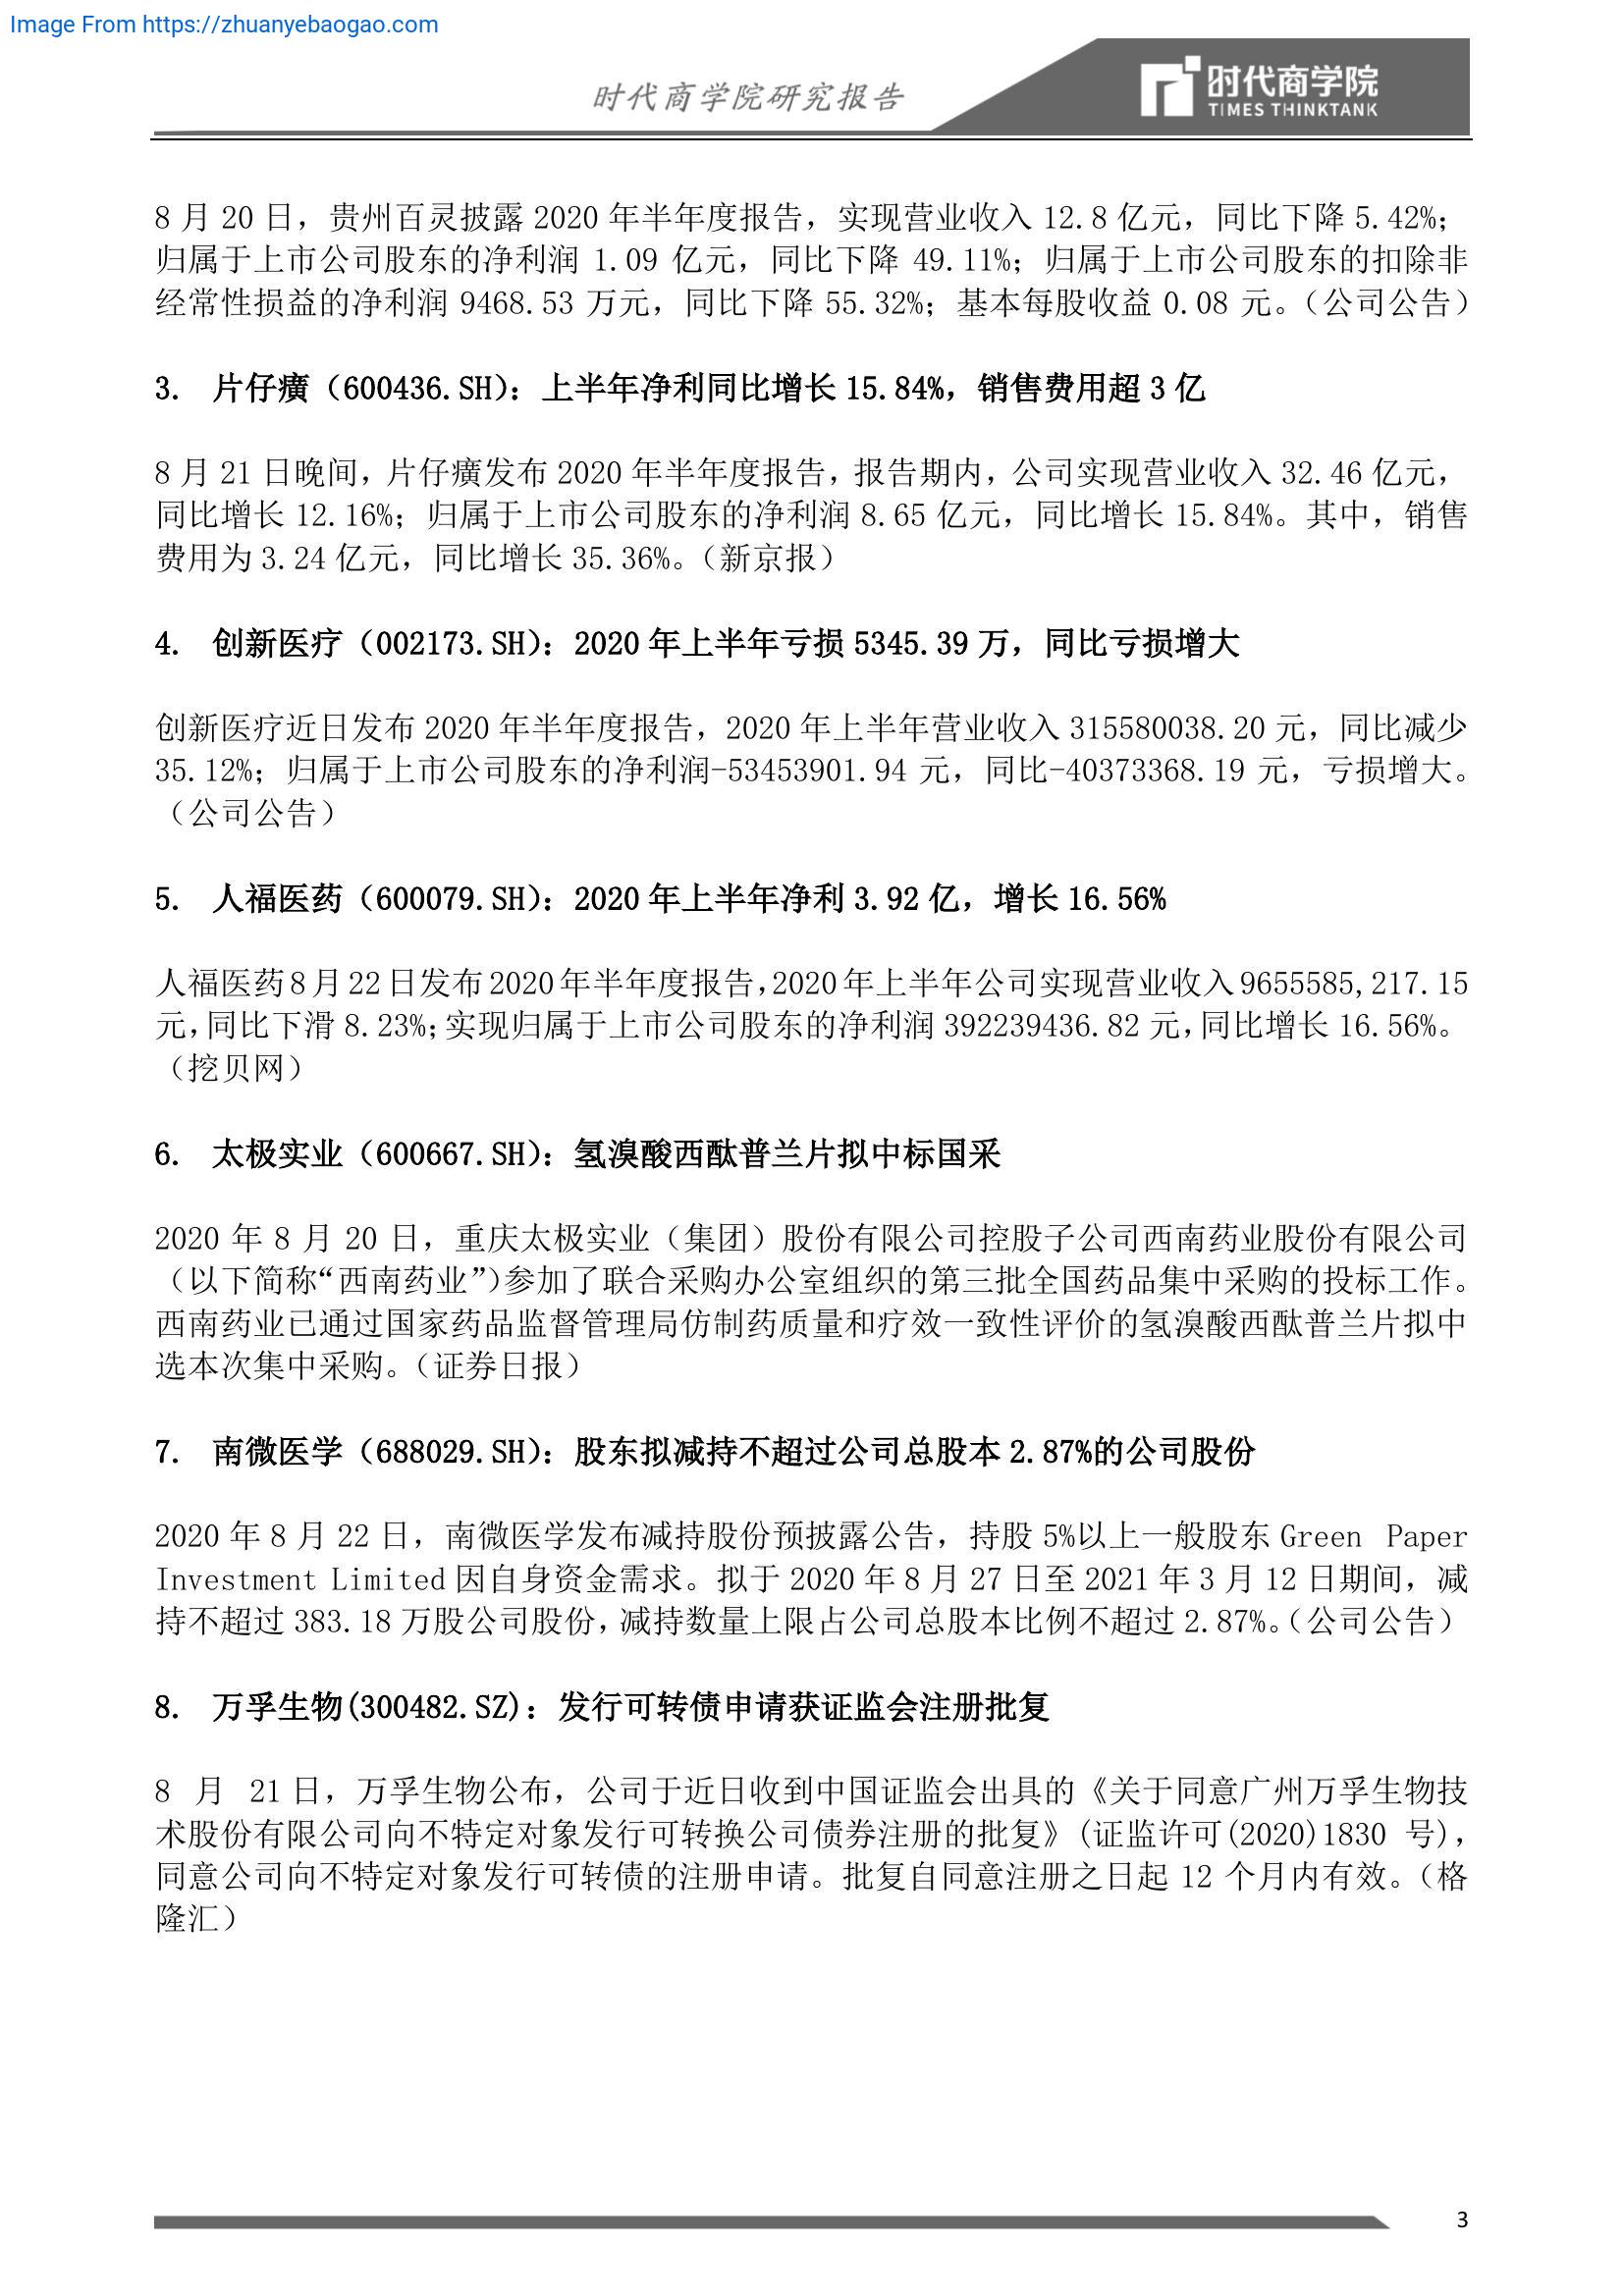 Image From https://zhuanyebaogao.com
时代商学院研究报告
时代商学院
TIMES THINKTANK
8 月 20 日，贵州百灵披露 2020 年半年度报告，实现营业收入 12.8 亿元，同比下降 5.42%；
归属于上市公司股东的净利润 1.09 亿元，同比下降 49.11%；归属于上市公司股东的扣除非
经常性损益的净利润 9468.53 万元，同比下降 55.32%；基本每股收益 0.08 元。（公司公告）
3. 片仔癀（600436.SH）：上半年净利同比增长 15.84%，销售费用超 3 亿
8 月 21 日晚间，片仔癀发布 2020 年半年度报告，报告期内，公司实现营业收入 32.46 亿元，
同比增长 12.16%；归属于上市公司股东的净利润 8.65 亿元，同比增长 15.84%。其中，销售
费用为 3.24 亿元，同比增长 35.36%。（新京报）
4. 创新医疗（002173.SH）：2020 年上半年亏损 5345.39 万，同比亏损增大
创新医疗近日发布 2020 年半年度报告，2020 年上半年营业收入 315580038.20 元，同比减少
35.12%；归属于上市公司股东的净利润-53453901.94 元，同比-40373368.19 元，亏损增大。
（公司公告）
5. 人福医药（600079.SH）：2020 年上半年净利 3.92 亿，增长 16.56%
人福医药 8 月 22 日发布 2020 年半年度报告，2020 年上半年公司实现营业收入 9655585,217.15
元，同比下滑 8.23%；实现归属于上市公司股东的净利润 392239436.82 元，同比增长 16.56%。
（挖贝网）
6. 太极实业（600667.SH）：氢溴酸西酞普兰片拟中标国采
2020 年 8 月 20 日，重庆太极实业（集团）股份有限公司控股子公司西南药业股份有限公司
（以下简称“西南药业”）参加了联合采购办公室组织的第三批全国药品集中采购的投标工作。
西南药业已通过国家药品监督管理局仿制药质量和疗效一致性评价的氢溴酸西酞普兰片拟中
选本次集中采购。（证券日报）
7. 南微医学（688029.SH）：股东拟减持不超过公司总股本 2.87%的公司股份
2020 年 8 月 22 日，南微医学发布减持股份预披露公告，持股 5%以上一般股东 Green Paper
Investment Limited 因自身资金需求。拟于 2020 年 8 月 27 日至 2021 年 3 月 12 日期间，减
持不超过 383.18 万股公司股份，减持数量上限占公司总股本比例不超过 2.87%。（公司公告）
8. 万孚生物(300482.SZ)：发行可转债申请获证监会注册批复
8 月 21 日，万孚生物公布，公司于近日收到中国证监会出具的《关于同意广州万孚生物技
术股份有限公司向不特定对象发行可转换公司债券注册的批复》(证监许可(2020)1830 号)，
同意公司向不特定对象发行可转债的注册申请。批复自同意注册之日起 12 个月内有效。（格
隆汇）
3